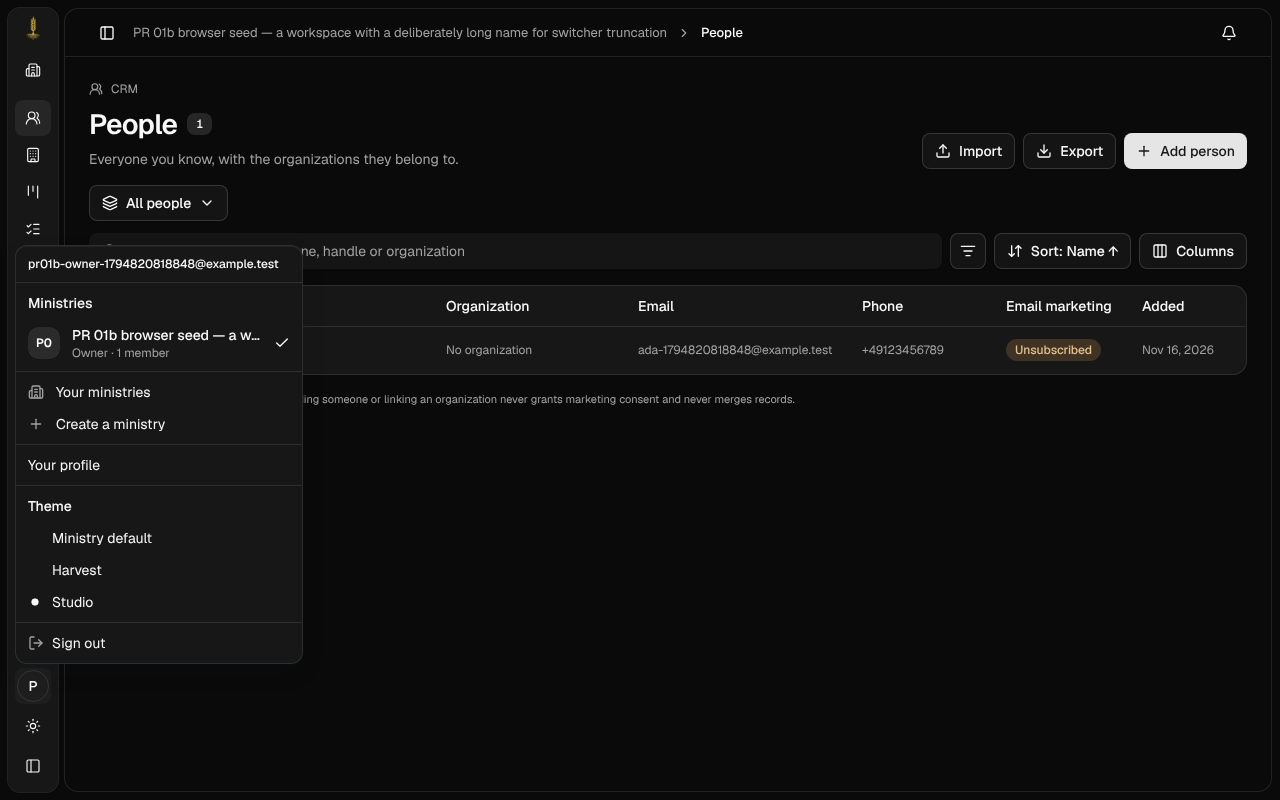 PR 01b browser seed — a workspace with a deliberately long name for switcher truncation > People
CRM
People 1
Everyone you know, with the organizations they belong to.
Import
Export
Add person
All people
ne, handle or organization
Sort: Name ↑
Columns
Organization
Email
Phone
Email marketing
Added
No organization
ada-1794820818848@example.test
+49123456789
Unsubscribed
Nov 16, 2026
ing someone or linking an organization never grants marketing consent and never merges records.
pr01b-owner-1794820818848@example.test
Ministries
P0
PR 01b browser seed — a w...
Owner · 1 member
Your ministries
Create a ministry
Your profile
Theme
Ministry default
Harvest
Studio
Sign out
P